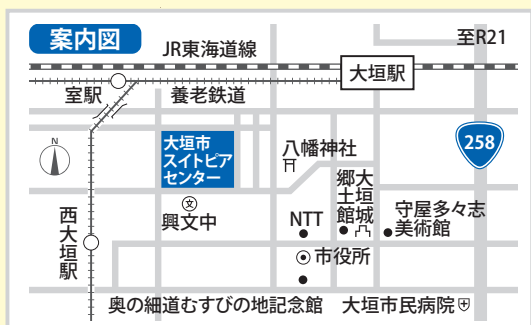 案内図
JR東海道線
至R21
大垣駅
室駅
養老鉄道
N
大垣市
スイトピア
センター
八幡神社
258
文
興文中
西大垣駅
NTT
郷土館
大垣城
守屋多々志
美術館
市役所
奥の細道むすびの地記念館
大垣市民病院